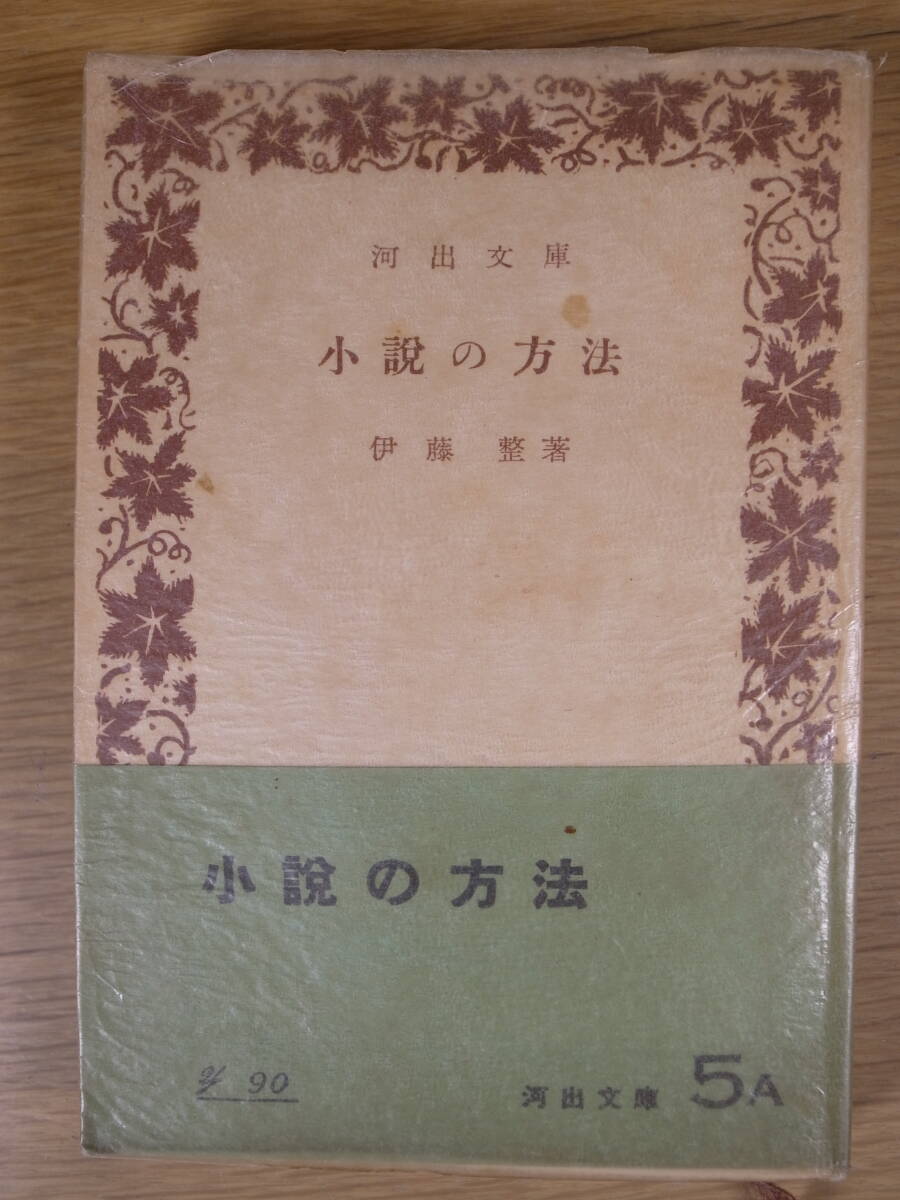 河出文庫
小說の方法
伊藤 整著
小說の方法
¥ 90
河出文庫 5A